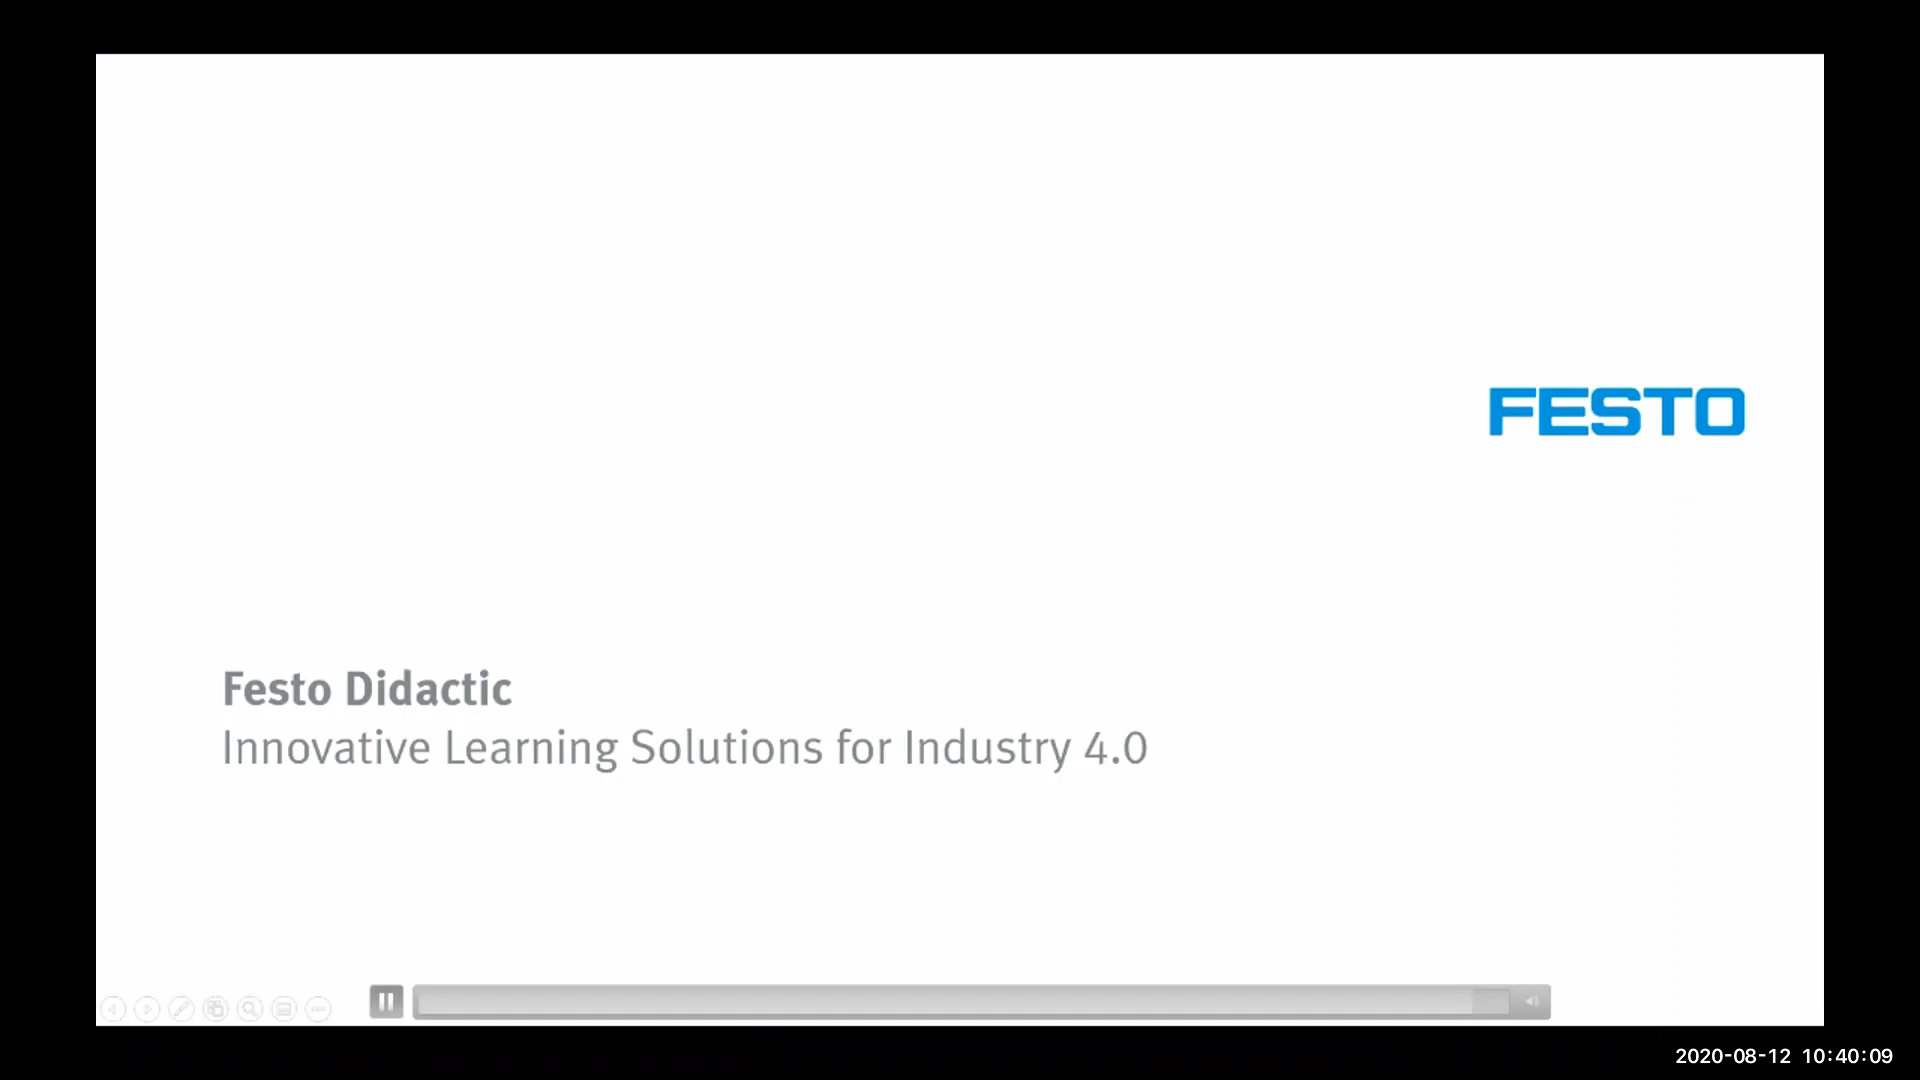 FESTO
Festo Didactic
Innovative Learning Solutions for Industry 4.0
2020-08-12 10:40:09